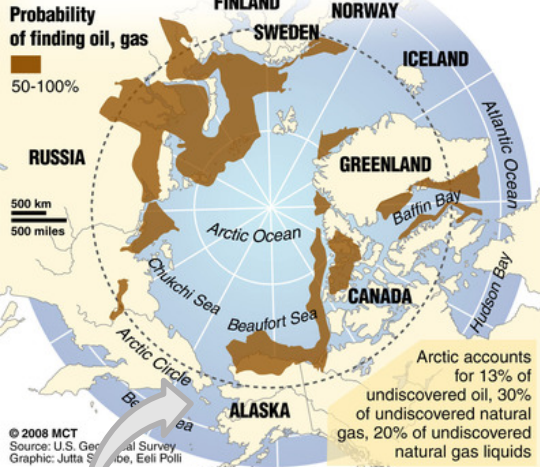 Probability
of finding oil, gas
50-100%
FINLAND
NORWAY
SWEDEN
ICELAND
Atlantic Ocean
RUSSIA
GREENLAND
500 km
500 miles
Baffin Bay
Arctic Ocean
Chukchi Sea
CANADA
Hudson Bay
Beaufort Sea
Arctic Circle
ALASKA
Arctic accounts
for 13% of
undiscovered oil, 30%
of undiscovered natural
gas, 20% of undiscovered
natural gas liquids
© 2008 MCT
Source: U.S. Survey
Graphic: Jutta Eeli Polli